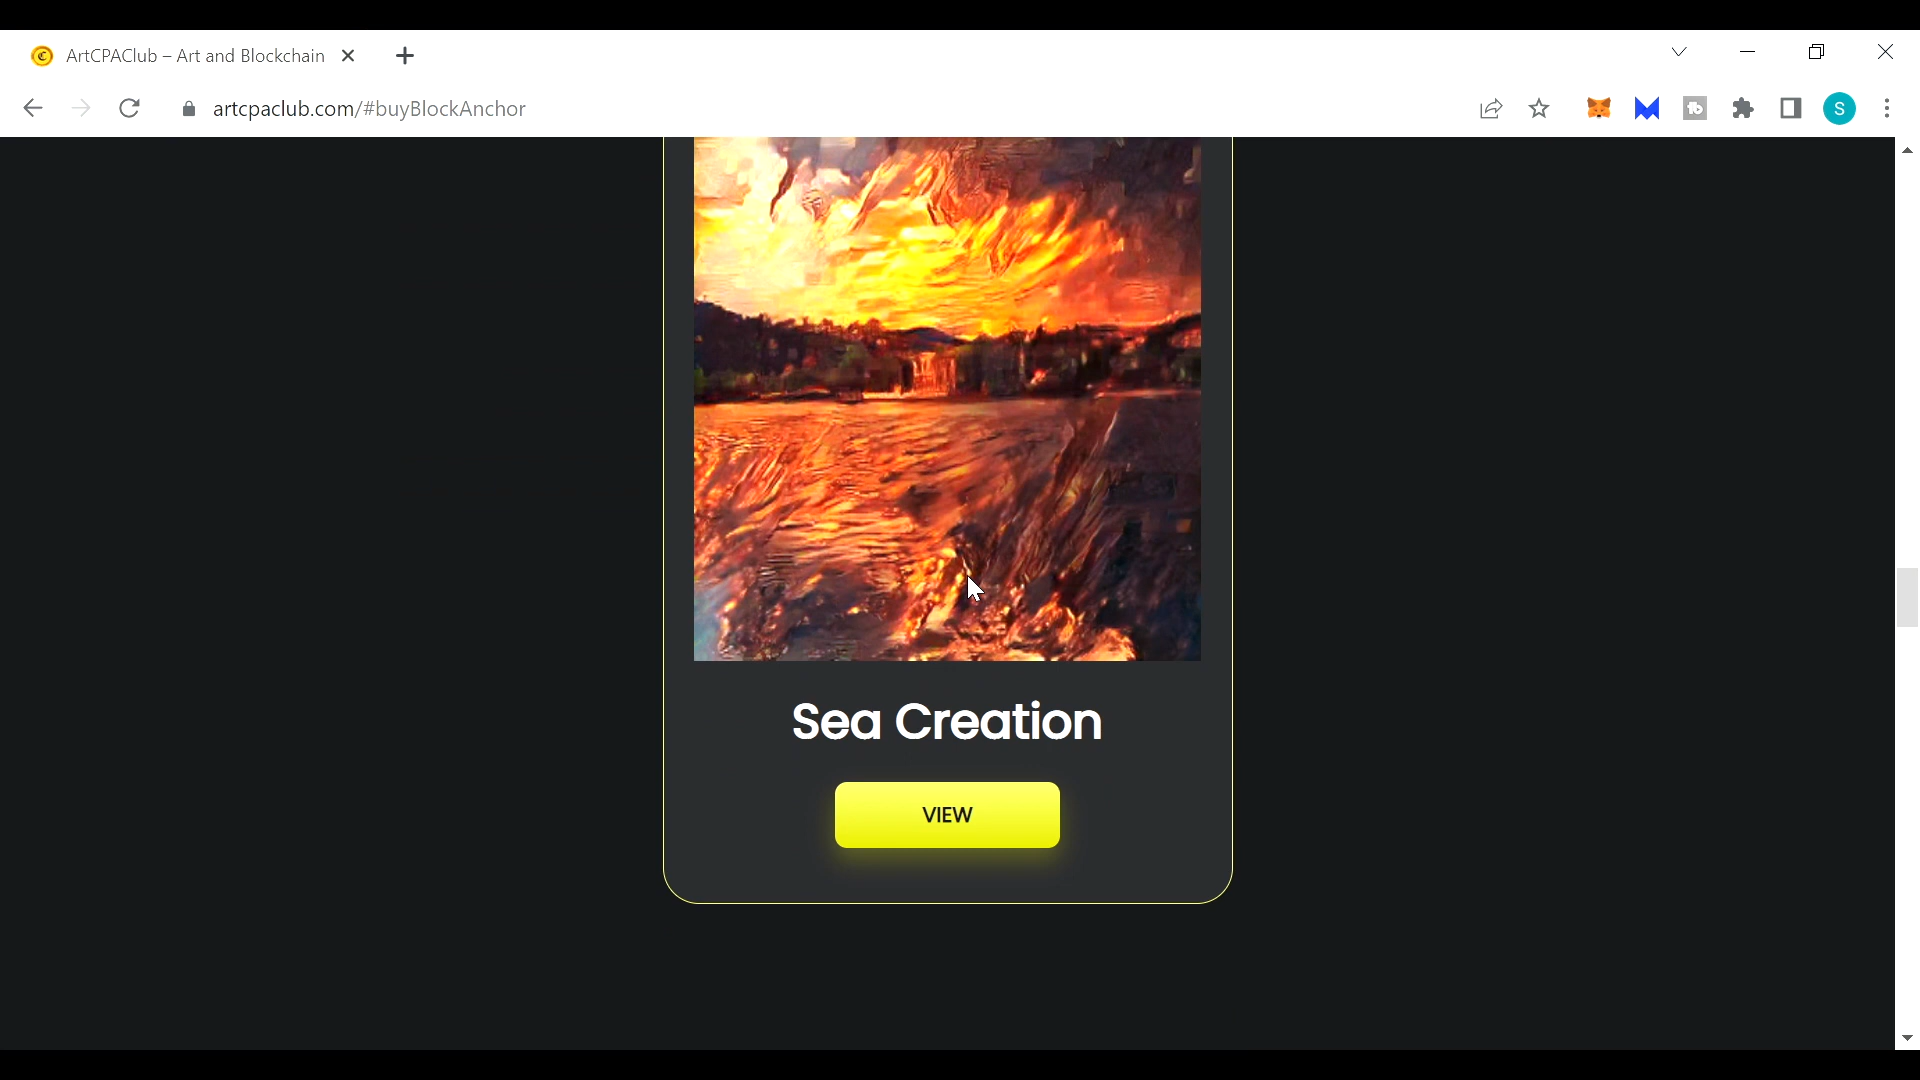 ArtCPAClub – Art and Blockchain
artcpaclub.com/#buyBlockAnchor
S
Sea Creation
VIEW